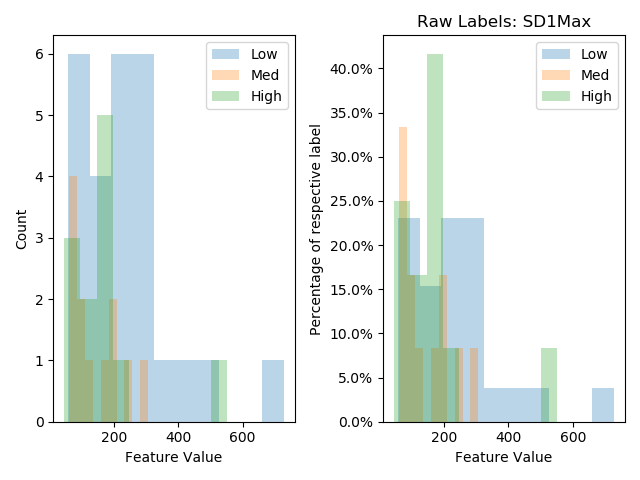 6
5
4
3
2
1
0
Count
200
400
600
Feature Value
Low
Med
High
Raw Labels: SD1Max
40.0%
35.0%
30.0%
25.0%
20.0%
15.0%
10.0%
5.0%
0.0%
Percentage of respective label
200
400
600
Feature Value
Low
Med
High